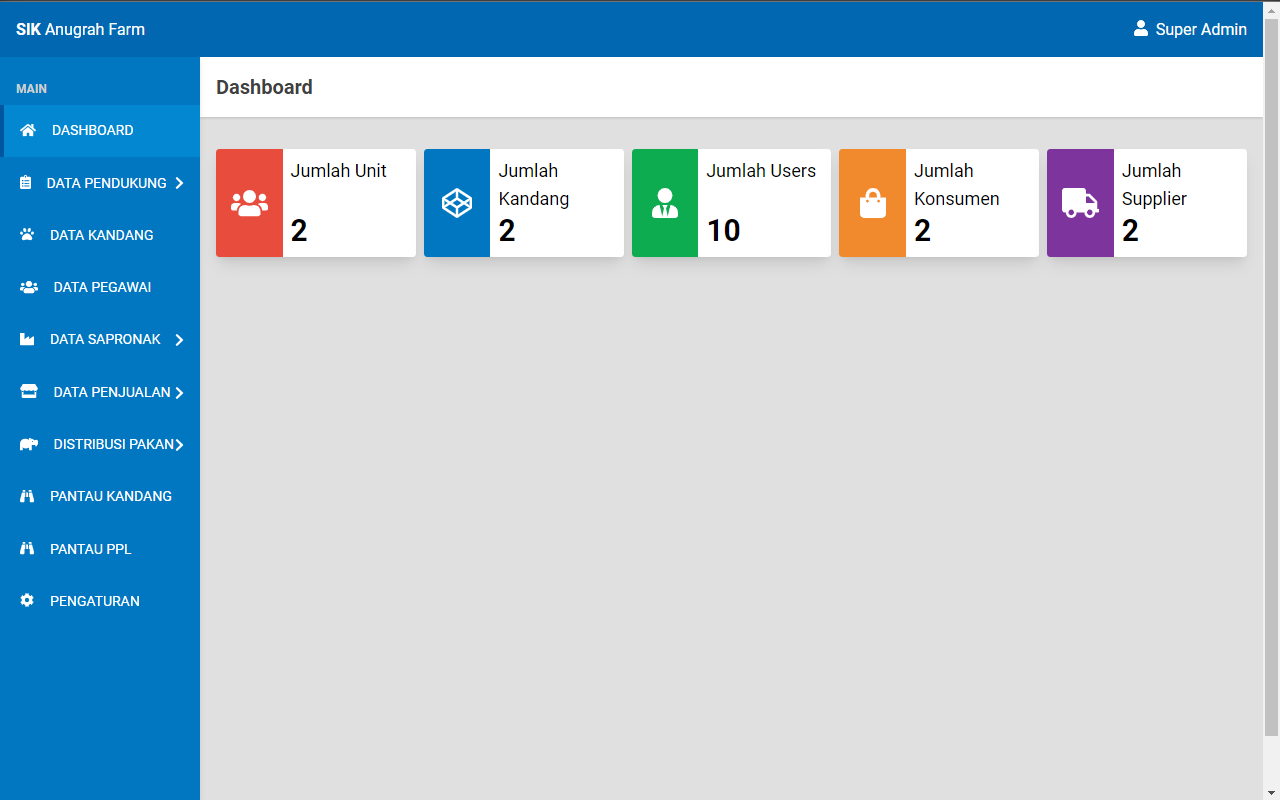 SIK Anugrah Farm
Super Admin
MAIN
DASHBOARD
DATA PENDUKUNG
DATA KANDANG
DATA PEGAWAI
DATA SAPRONAK
DATA PENJUALAN
DISTRIBUSI PAKAN
PANTAU KANDANG
PANTAU PPL
PENGATURAN
Dashboard
Jumlah Unit
2
Jumlah
Kandang
2
Jumlah Users
10
Jumlah
Konsumen
2
Jumlah
Supplier
2